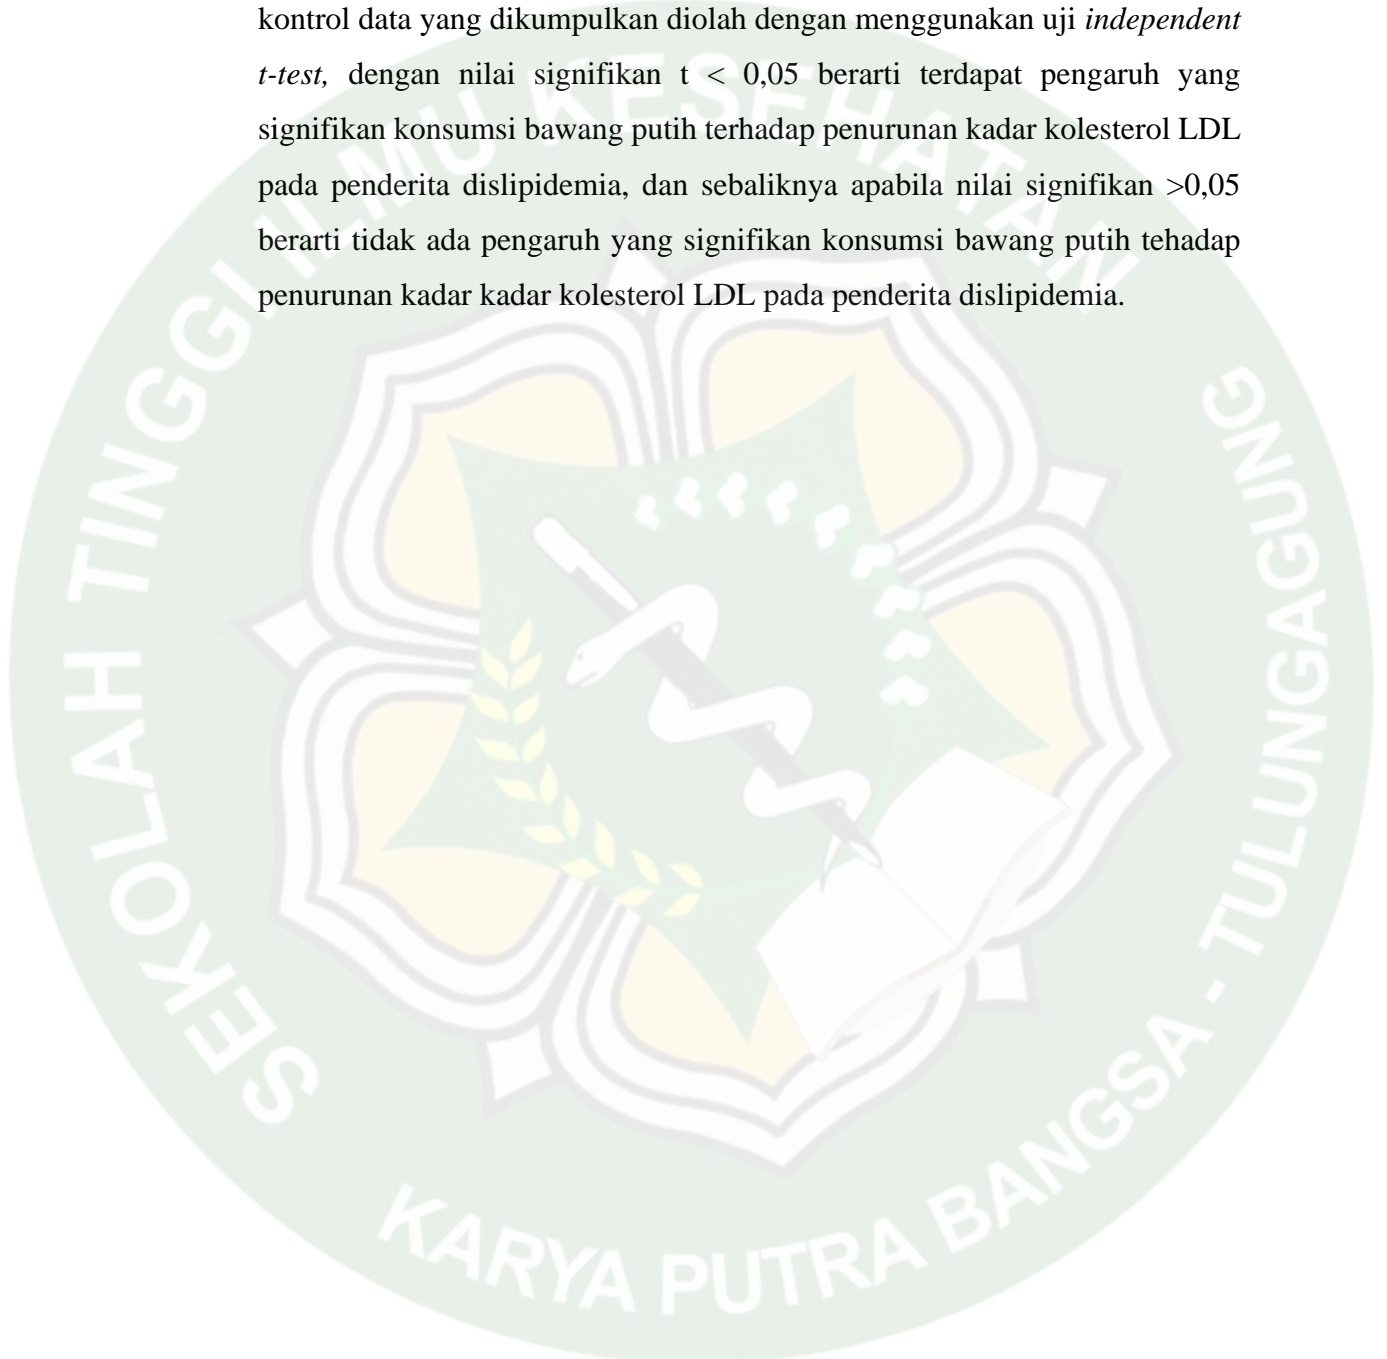 kontrol data yang dikumpulkan diolah dengan menggunakan uji independent
t-test, dengan nilai signifikan t < 0,05 berarti terdapat pengaruh yang
signifikan konsumsi bawang putih terhadap penurunan kadar kolesterol LDL
pada penderita dislipidemia, dan sebaliknya apabila nilai signifikan >0,05
berarti tidak ada pengaruh yang signifikan konsumsi bawang putih tehadap
penurunan kadar kadar kolesterol LDL pada penderita dislipidemia.
SEKOLAH TINGGI ILMU KESEHATAN
KARYA PUTRA BANGSA - TULUNGAGUNG